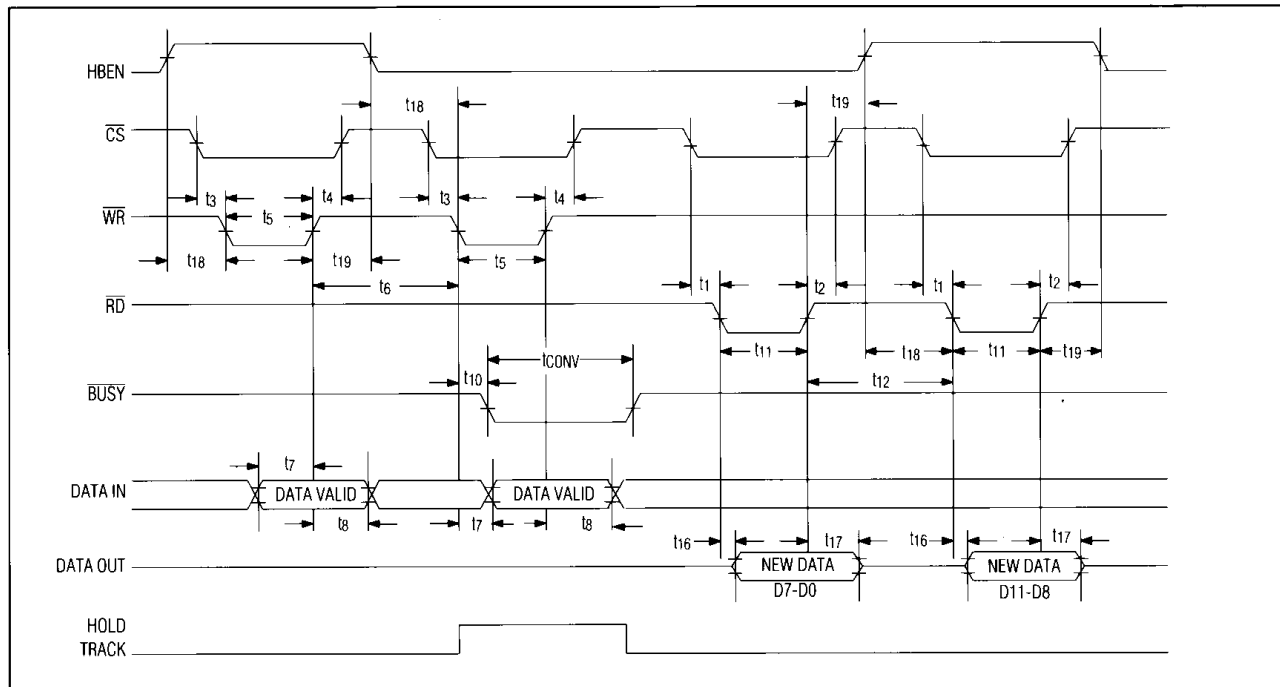 HBEN
t18
t19
CS
t3
t5
t4
t3
t4
WR
t18
t19
t5
t6
t1
t2
t1
t2
RD
t11
t18
t11
t19
tCONV
t10
t12
BUSY
t7
DATA IN
DATA VALID
DATA VALID
t8
t7
t8
t16
t17
t16
t17
DATA OUT
NEW DATA
NEW DATA
D7-D0
D11-D8
HOLD
TRACK